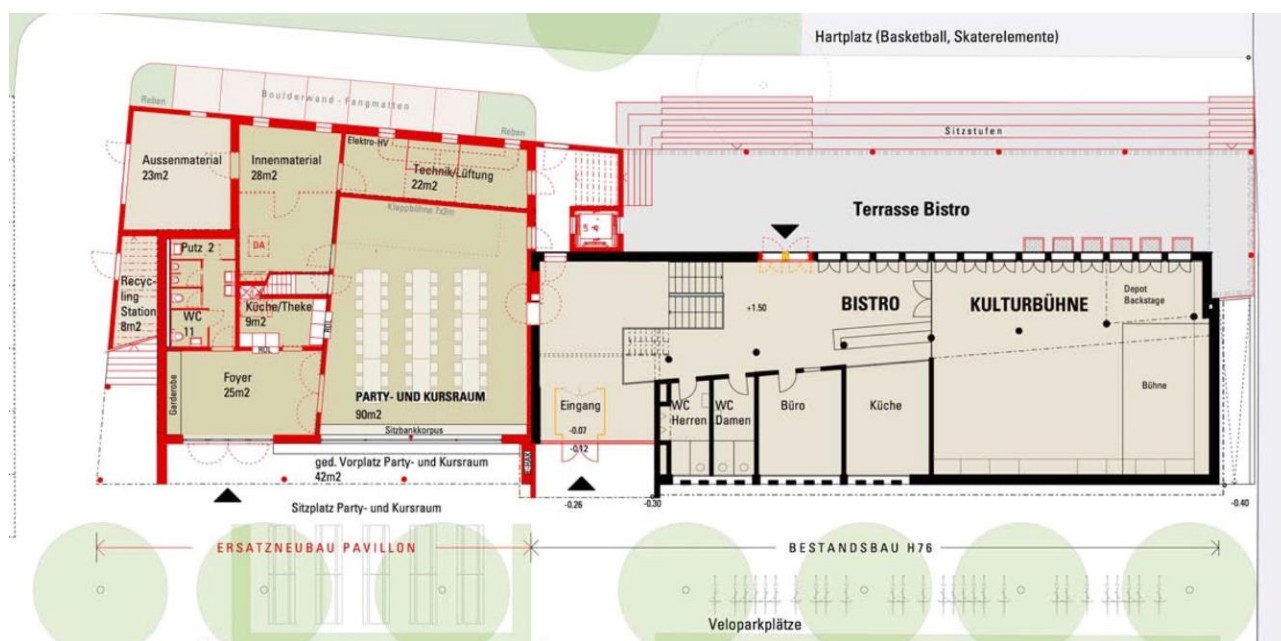 Hartplatz (Basketball, Skaterelemente)
Boulderwand - Fangmatten
Reben
Reben
Sitzstufen
Elektro-HV
Aussenmaterial
23m2
Innenmaterial
28m2
Technik/Lüftung
22m2
Klappbühne 7x2m
Terrasse Bistro
Putz 2
DA
Recyc-
ling
Station
8m2
Küche/Theke
9m2
WC
11
ROL
ROL
+1.50
BISTRO
KULTURBÜHNE
Depot
Backstage
Foyer
25m2
Garderobe
PARTY- UND KURSRAUM
90m2
Sitzbankkorpus
Eingang
-0.07
-0.12
WC
Herren
WC
Damen
Büro
Küche
Bühne
ged. Vorplatz Party- und Kursraum
42m2
Sitzplatz Party- und Kursraum
-0.26
-0.30
-0.40
ERSATZNEUBAU PAVILLON
BESTANDSBAU H76
Veloparkplätze